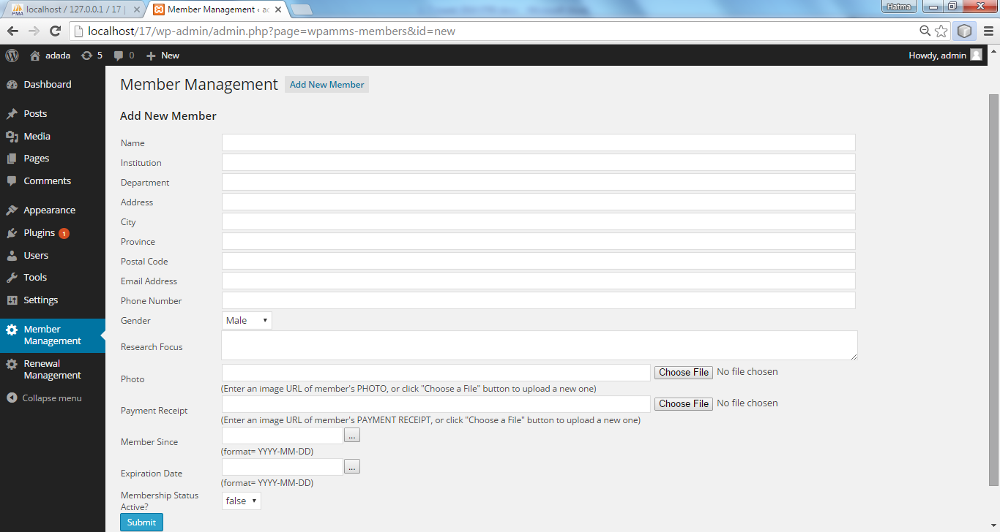 localhost / 127.0.0.1 / 17 |
Member Management ‹ ad
Hatma
localhost/17/wp-admin/admin.php?page=wpamms-members&id=new
adada
5
0
New
Howdy, admin
Dashboard
Posts
Media
Pages
Comments
Appearance
Plugins 1
Users
Tools
Settings
Member
Management
Renewal
Management
Collapse menu
Member Management
Add New Member
Add New Member
Name
Institution
Department
Address
City
Province
Postal Code
Email Address
Phone Number
Gender
Male
Research Focus
Photo
Choose File No file chosen
(Enter an image URL of member's PHOTO, or click "Choose a File" button to upload a new one)
Payment Receipt
Choose File No file chosen
(Enter an image URL of member's PAYMENT RECEIPT, or click "Choose a File" button to upload a new one)
Member Since
...
(format= YYYY-MM-DD)
Expiration Date
...
(format= YYYY-MM-DD)
Membership Status
Active?
false
Submit